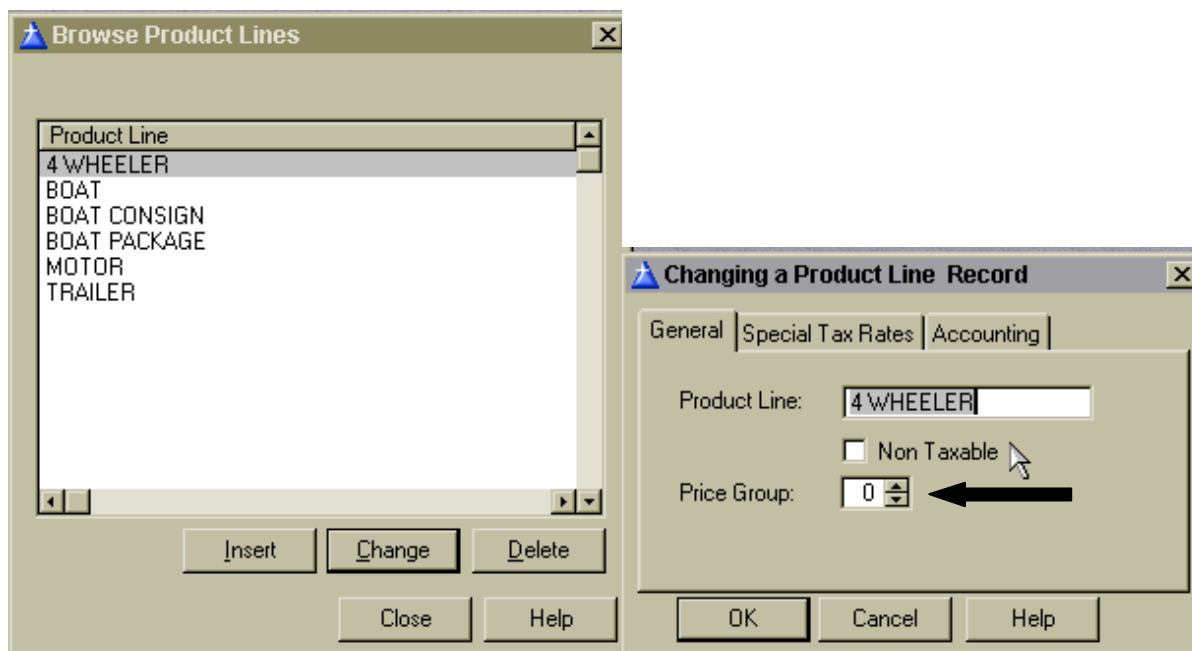 Browse Product Lines
Product Line
4 WHEELER
BOAT
BOAT CONSIGN
BOAT PACKAGE
MOTOR
TRAILER
Insert Change Delete
Close Help
Changing a Product Line Record
General Special Tax Rates Accounting
Product Line: 4 WHEELER
Non Taxable
Price Group: 0
OK Cancel Help